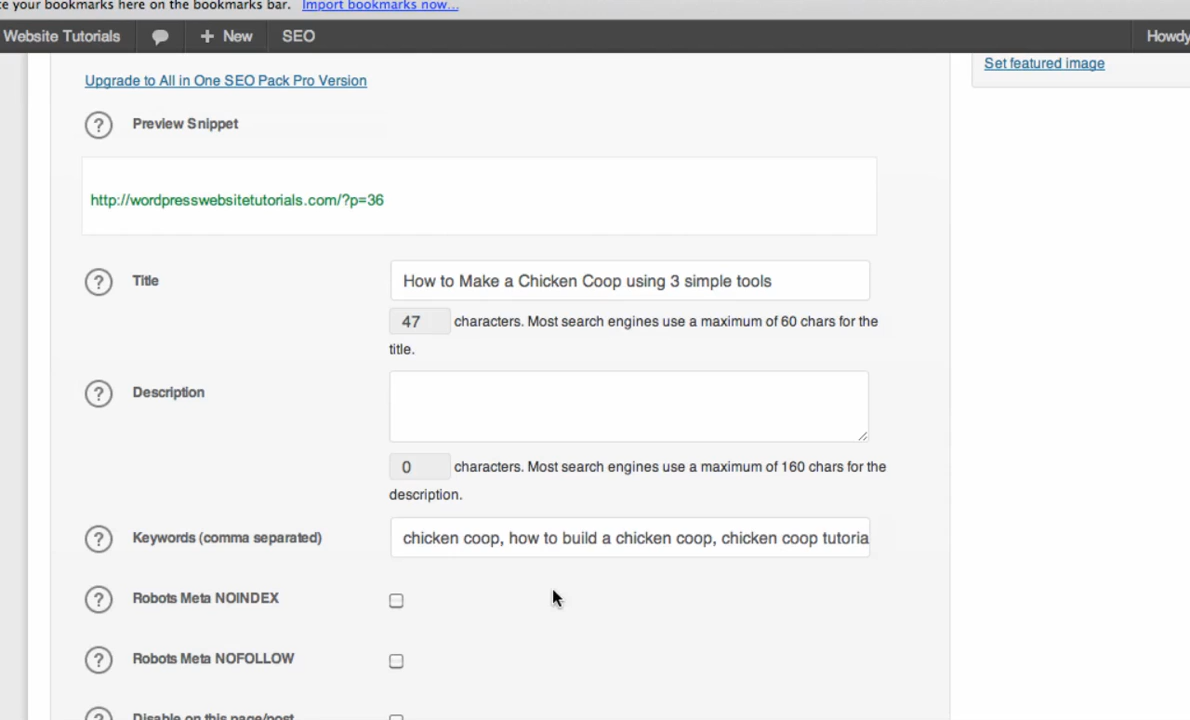 e your bookmarks here on the bookmarks bar. Import bookmarks now...
Website Tutorials + New SEO Howdy
Upgrade to All in One SEO Pack Pro Version
Set featured image
? Preview Snippet
http://wordpresswebsitetutorials.com/?p=36
? Title How to Make a Chicken Coop using 3 simple tools
47 characters. Most search engines use a maximum of 60 chars for the
title.
? Description
0 characters. Most search engines use a maximum of 160 chars for the
description.
? Keywords (comma separated) chicken coop, how to build a chicken coop, chicken coop tutoria
? Robots Meta NOINDEX
? Robots Meta NOFOLLOW
? Disable on this page/post